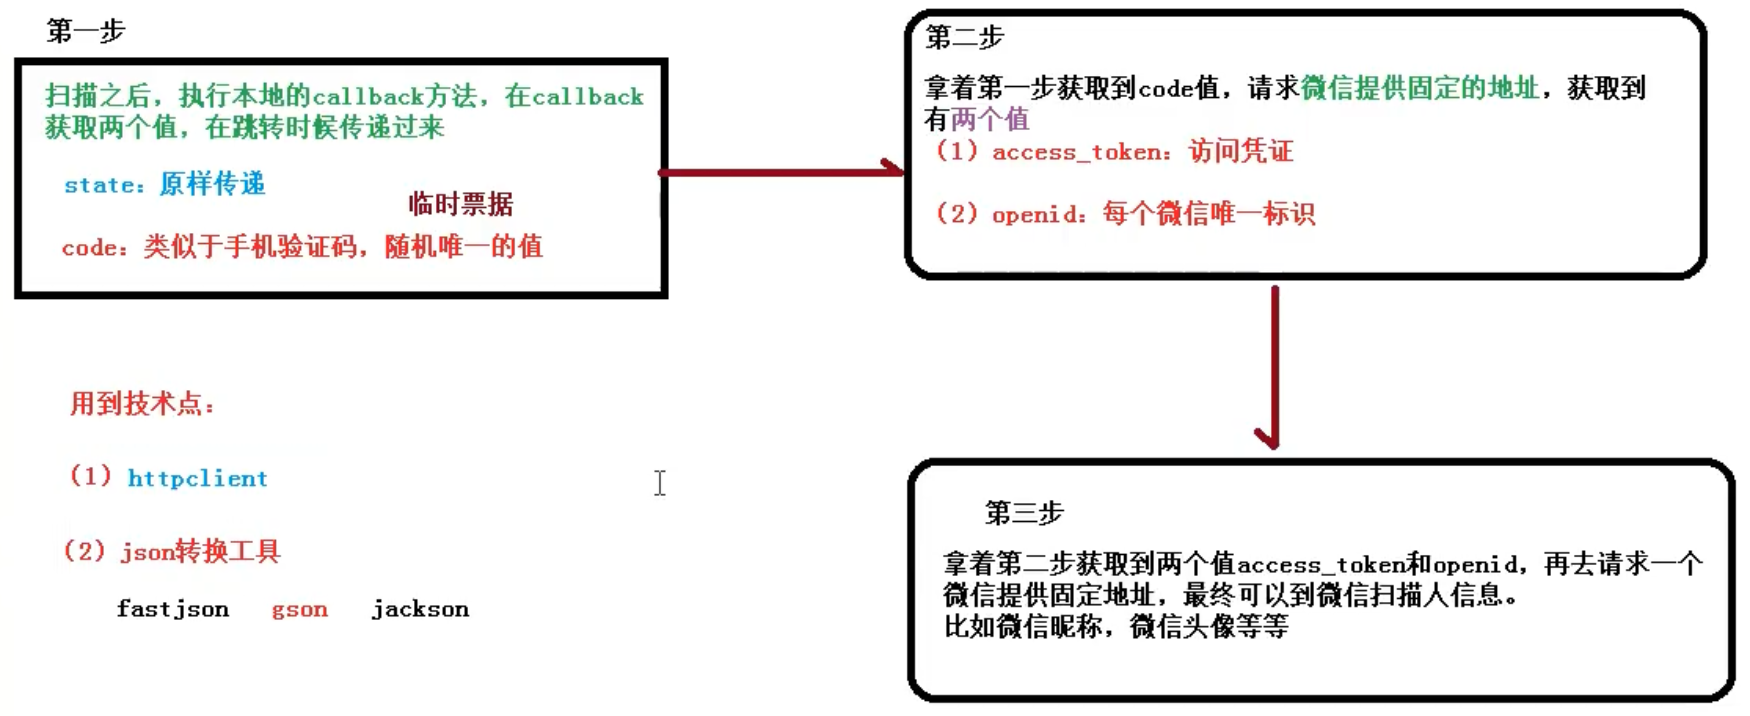 第一步
扫描之后，执行本地的callback方法，在callback
获取两个值，在跳转时候传递过来
state：原样传递
临时票据
code：类似于手机验证码，随机唯一的值
第二步
拿着第一步获取到code值，请求微信提供固定的地址，获取到
有两个值
（1）access_token：访问凭证
（2）openid：每个微信唯一标识
第三步
拿着第二步获取到两个值access_token和openid，再去请求一个
微信提供固定地址，最终可以到微信扫描人信息。
比如微信昵称，微信头像等等
用到技术点：
（1）httpclient
（2）json转换工具
fastjson gson jackson